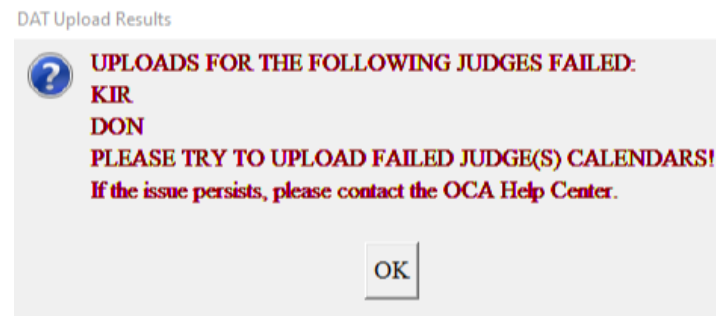 DAT Upload Results
UPLOADS FOR THE FOLLOWING JUDGES FAILED:
KIR
DON
PLEASE TRY TO UPLOAD FAILED JUDGE(S) CALENDARS!
If the issue persists, please contact the OCA Help Center.
OK